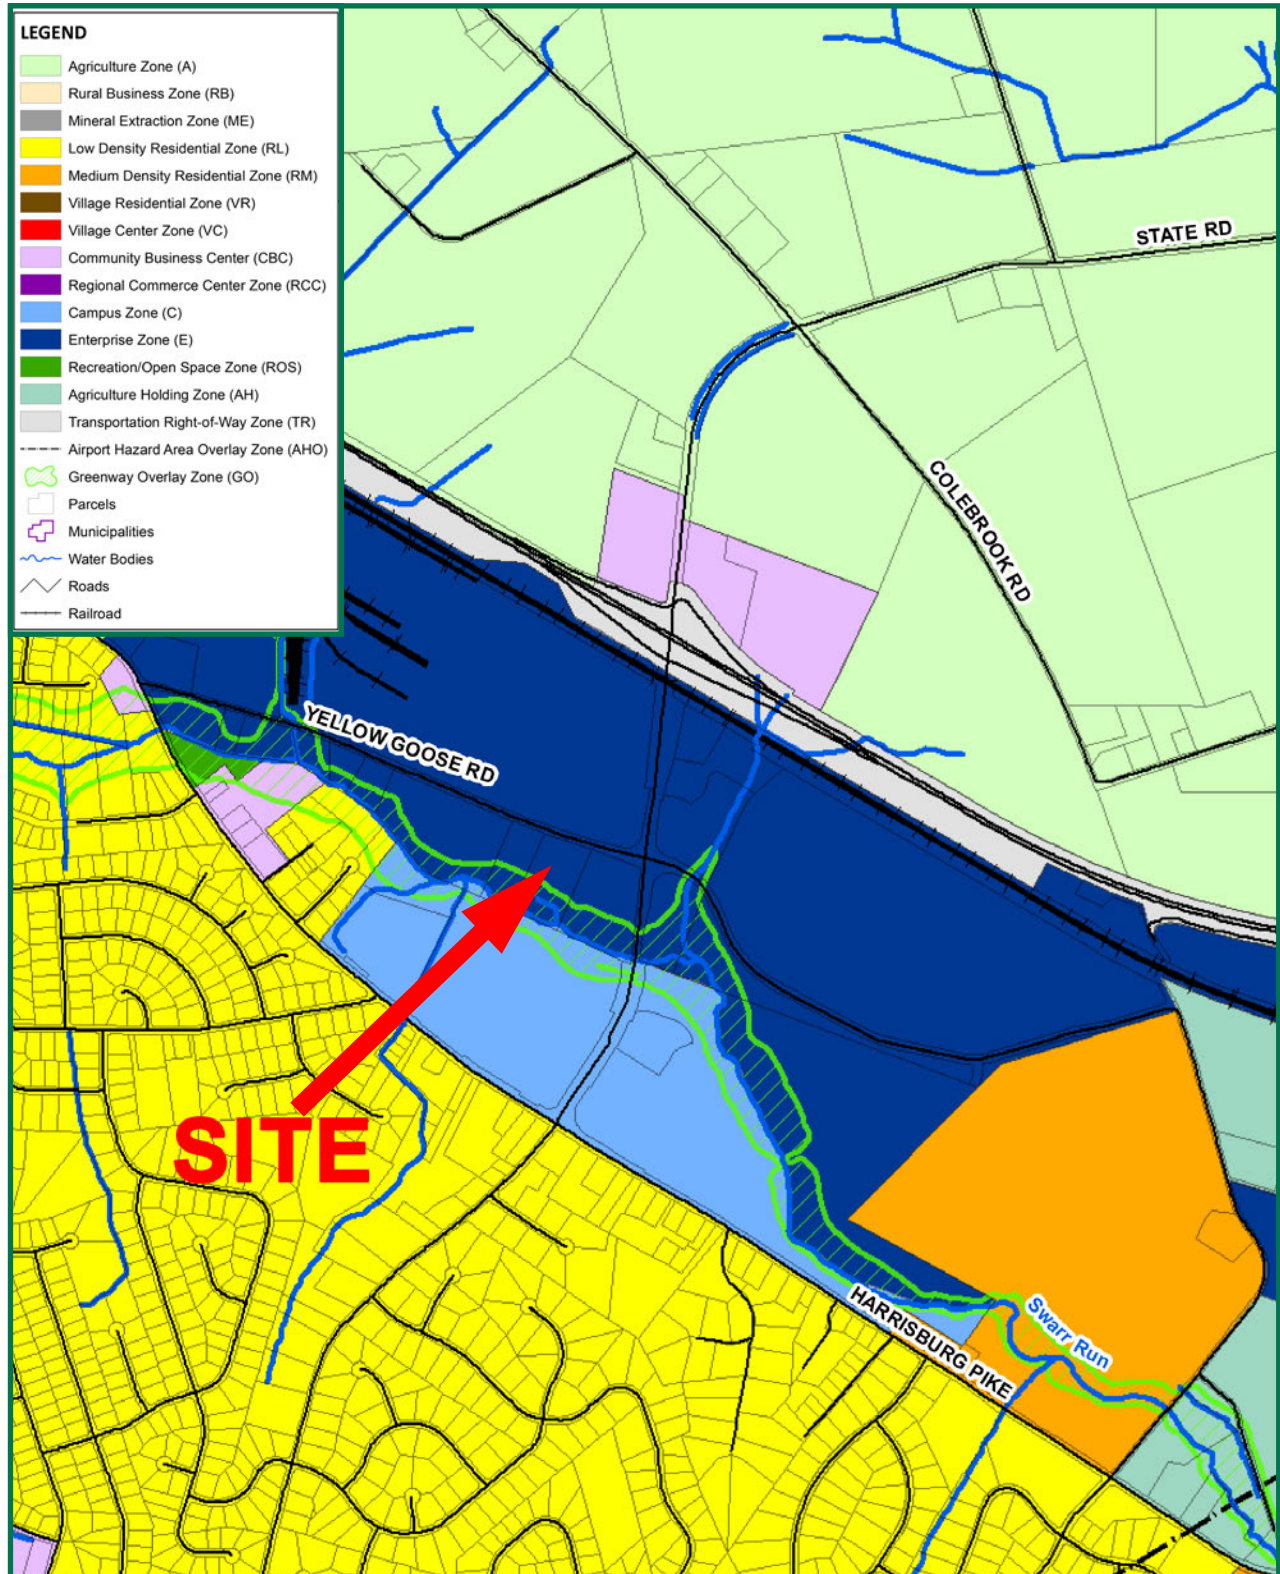 LEGEND
Agriculture Zone (A)
Rural Business Zone (RB)
Mineral Extraction Zone (ME)
Low Density Residential Zone (RL)
Medium Density Residential Zone (RM)
Village Residential Zone (VR)
Village Center Zone (VC)
Community Business Center (CBC)
Regional Commerce Center Zone (RCC)
Campus Zone (C)
Enterprise Zone (E)
Recreation/Open Space Zone (ROS)
Agriculture Holding Zone (AH)
Transportation Right-of-Way Zone (TR)
Airport Hazard Area Overlay Zone (AHO)
Greenway Overlay Zone (GO)
Parcels
Municipalities
Water Bodies
Roads
Railroad
STATE RD
COLEBROOK RD
YELLOW GOOSE RD
SITE
HARRISBURG PIKE
Swarr Run